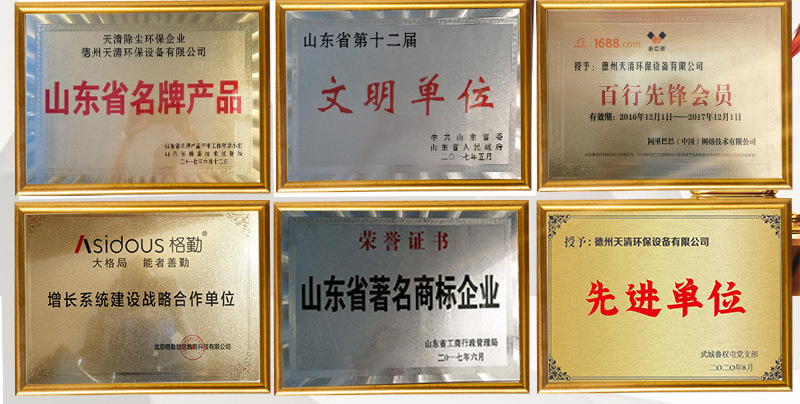 天清除尘环保企业
德州天清环保设备有限公司
山东省名牌产品
二〇一七年六月十二日
山东省第十二届
文明单位
中共山东省委
山东省人民政府
二〇一七年五月
1688.com
授予：德州天清环保设备有限公司
百行先锋会员
有效期：2016年12月1日——2017年12月1日
阿里巴巴（中国）网络技术有限公司
Asidous 格勤®
大格局 能者善勤
增长系统建设战略合作单位
荣誉证书
山东省著名商标企业
山东省工商行政管理局
二〇一七年六月
授予：德州天清环保设备有限公司
先进单位
武城鲁权屯党支部
二〇二〇年8月